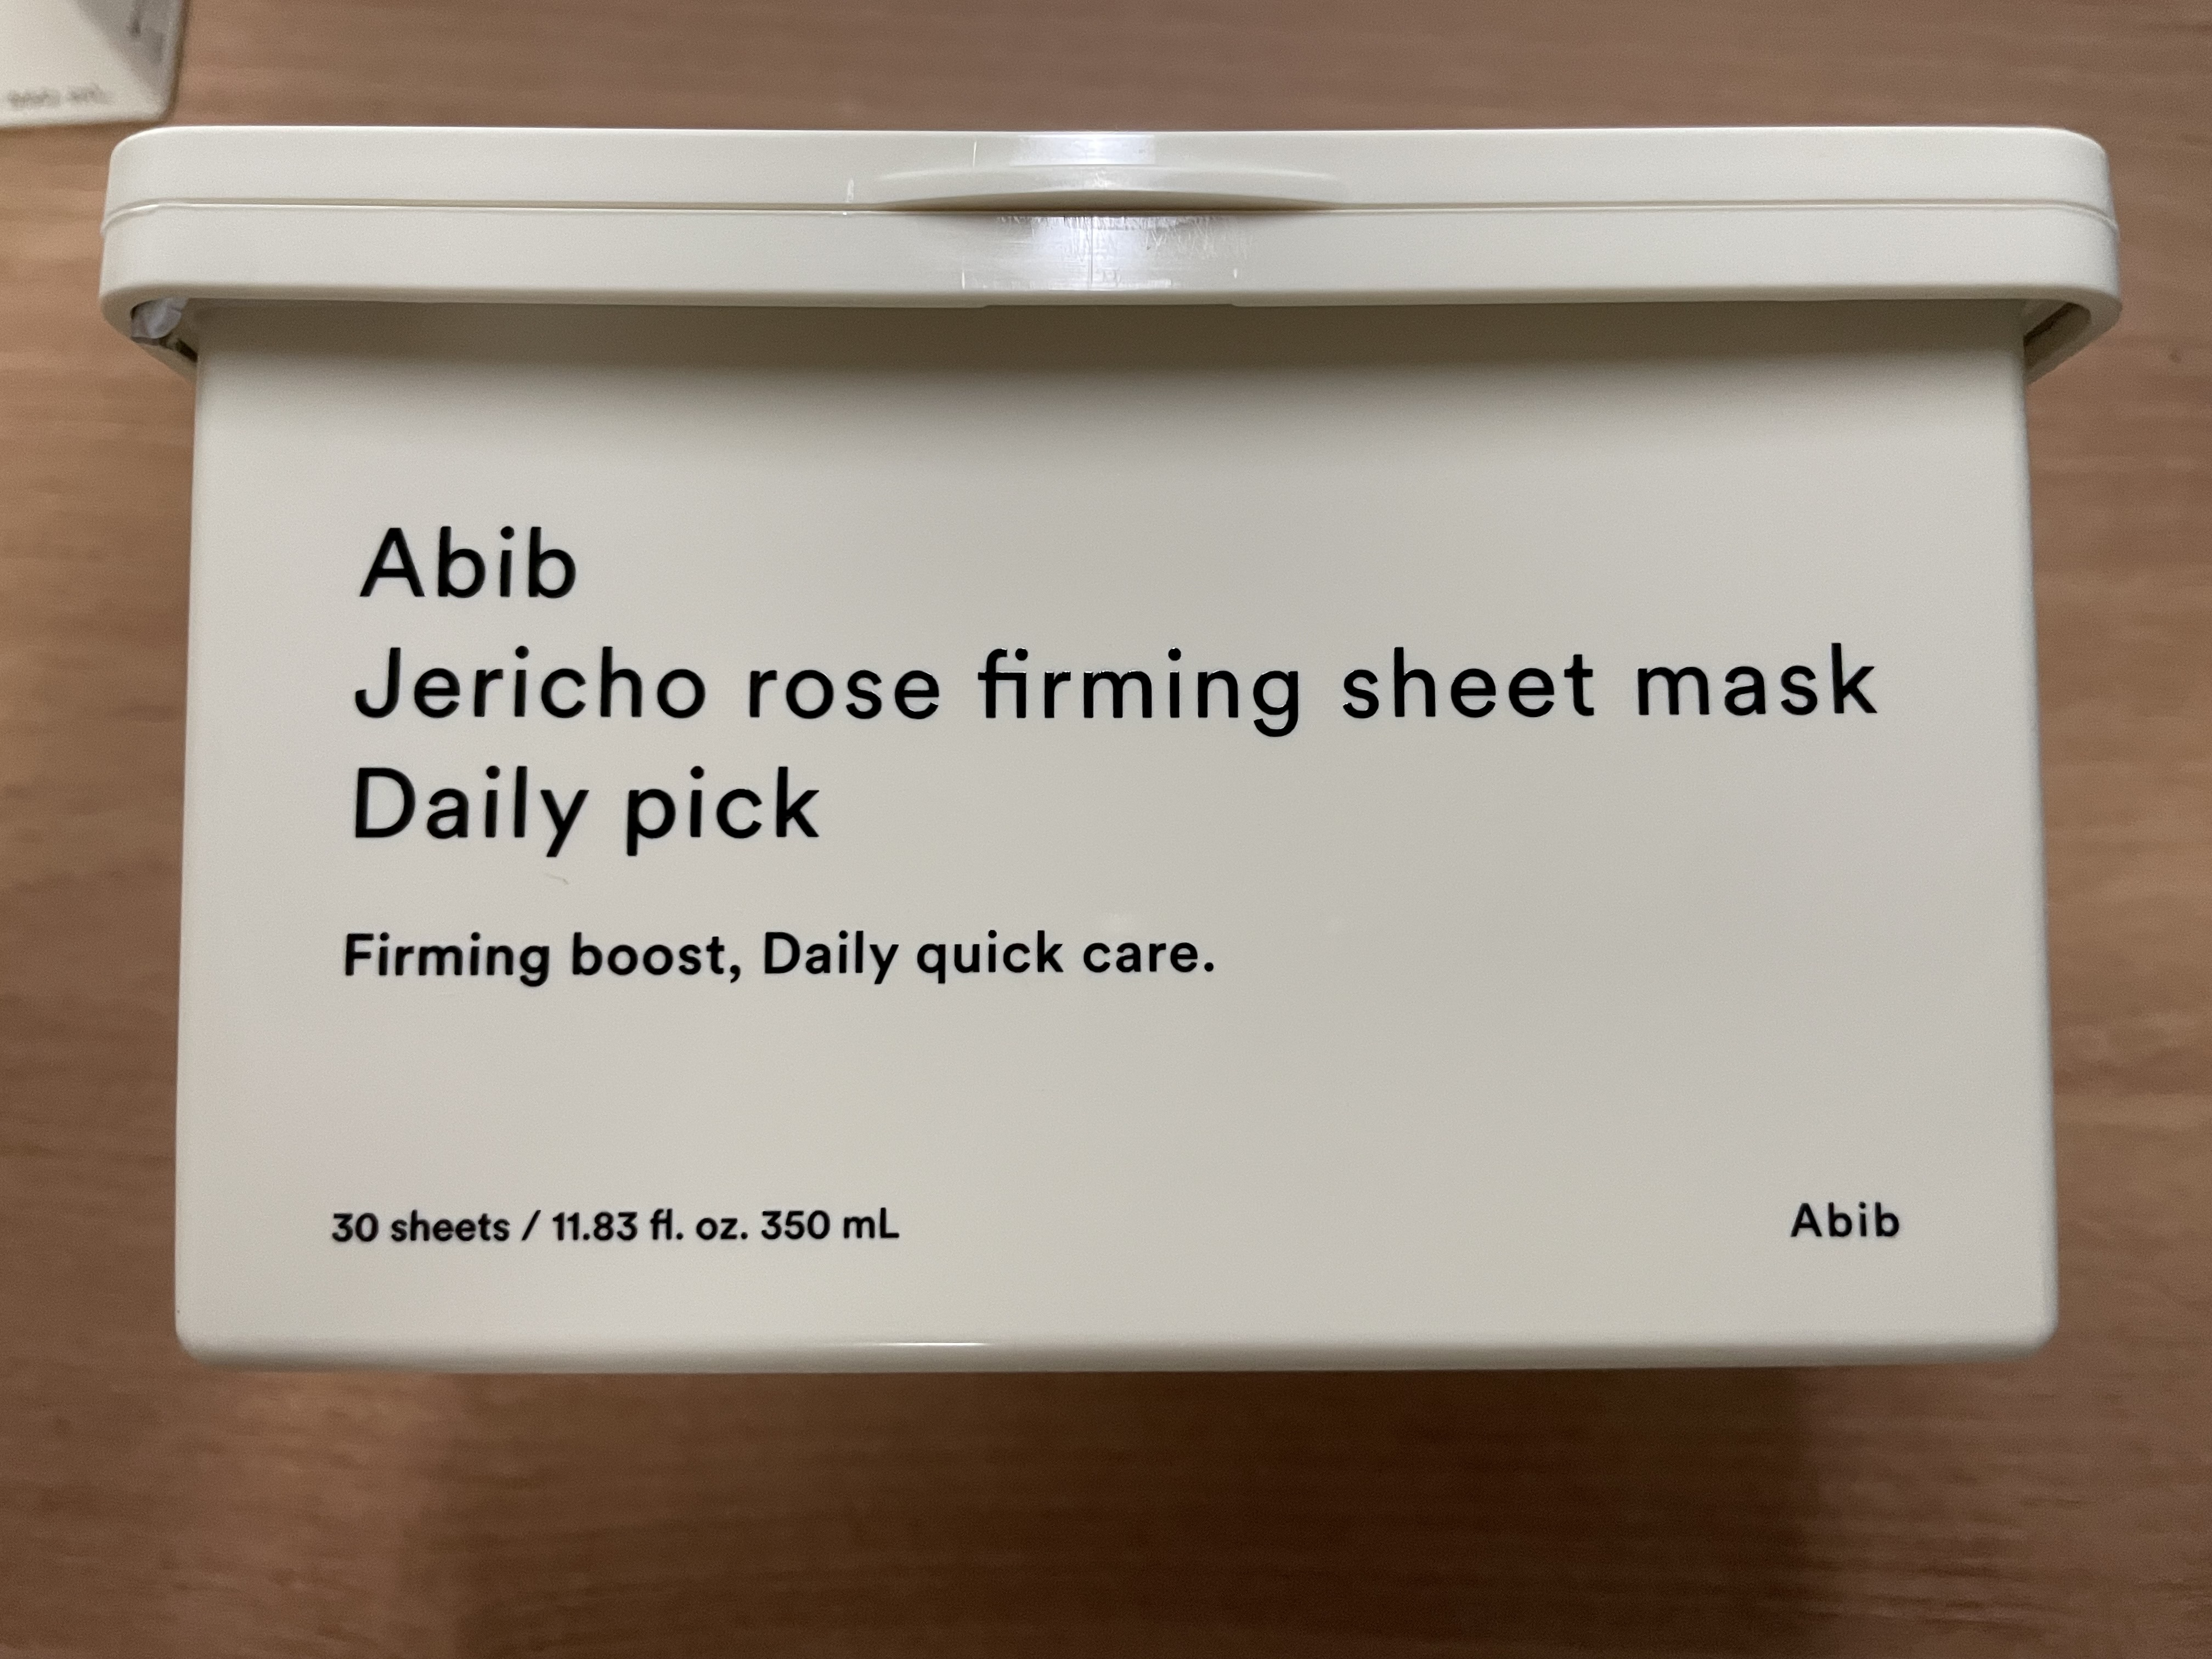 Abib
Jericho rose firming sheet mask
Daily pick
Firming boost, Daily quick care.
30 sheets / 11.83 fl. oz. 350 mL
Abib